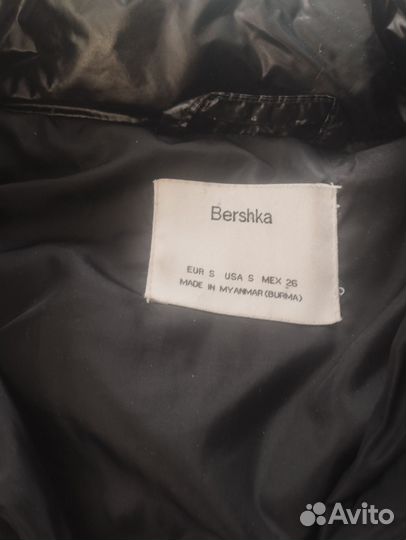 Bershka
EUR S USA S MEX 26
MADE IN MYANMAR (BURMA)
Avito